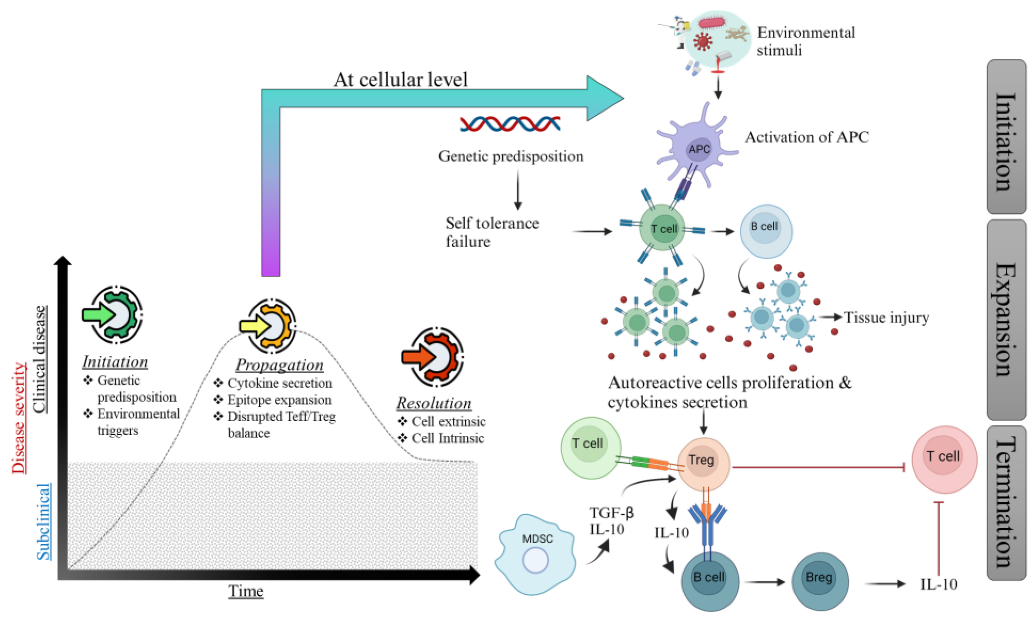 Environmental
stimuli
At cellular level
Genetic predisposition
Activation of APC
APC
Self tolerance
failure
T cell
B cell
Tissue injury
Autoreactive cells proliferation &
cytokines secretion
Initiation
Expansion
Termination
Disease severity
Clinical disease
Subclinical
Initiation
❖ Genetic
predisposition
❖ Environmental
triggers
Propagation
❖ Cytokine secretion
❖ Epitope expansion
❖ Disrupted Teff/Treg
balance
Resolution
❖ Cell extrinsic
❖ Cell Intrinsic
Time
T cell
Treg
T cell
TGF-β
IL-10
IL-10
MDSC
B cell
Breg
IL-10